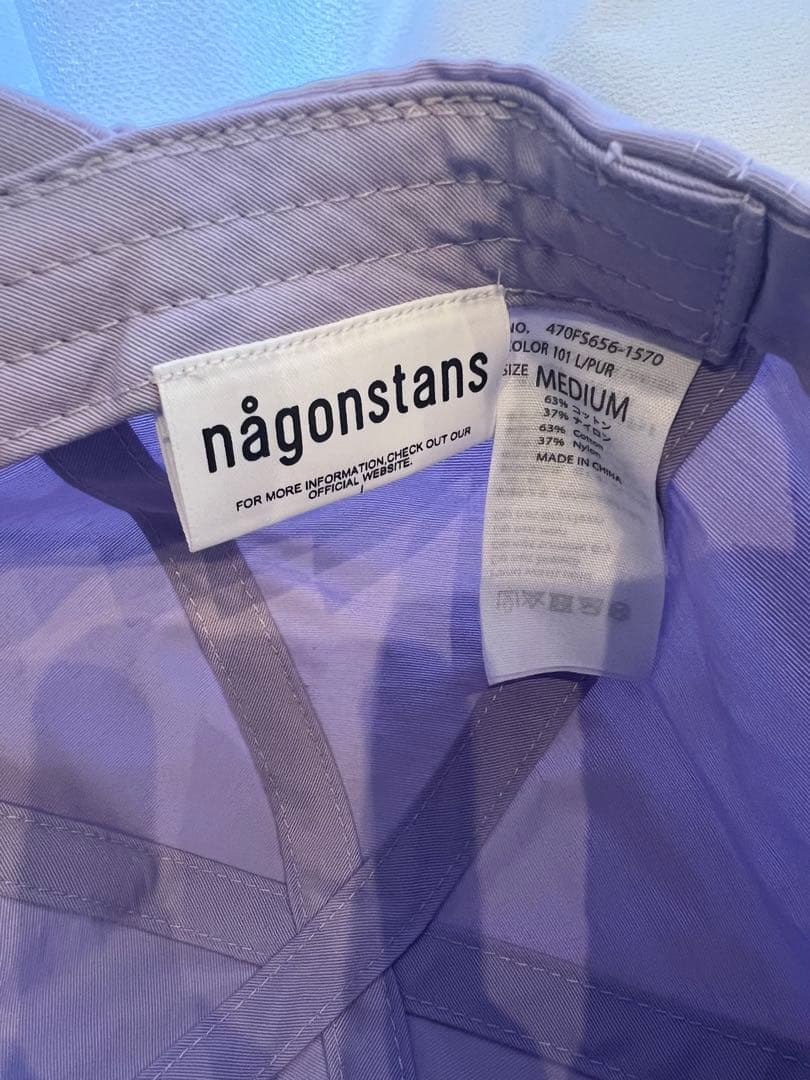 någonstans
FOR MORE INFORMATION,CHECK OUT OUR
OFFICIAL WEBSITE.
NO. 470FS656-1570
COLOR 101 L/PUR
SIZE MEDIUM
63% コットン
37% ナイロン
63% Cotton
37% Nylon
MADE IN CHINA